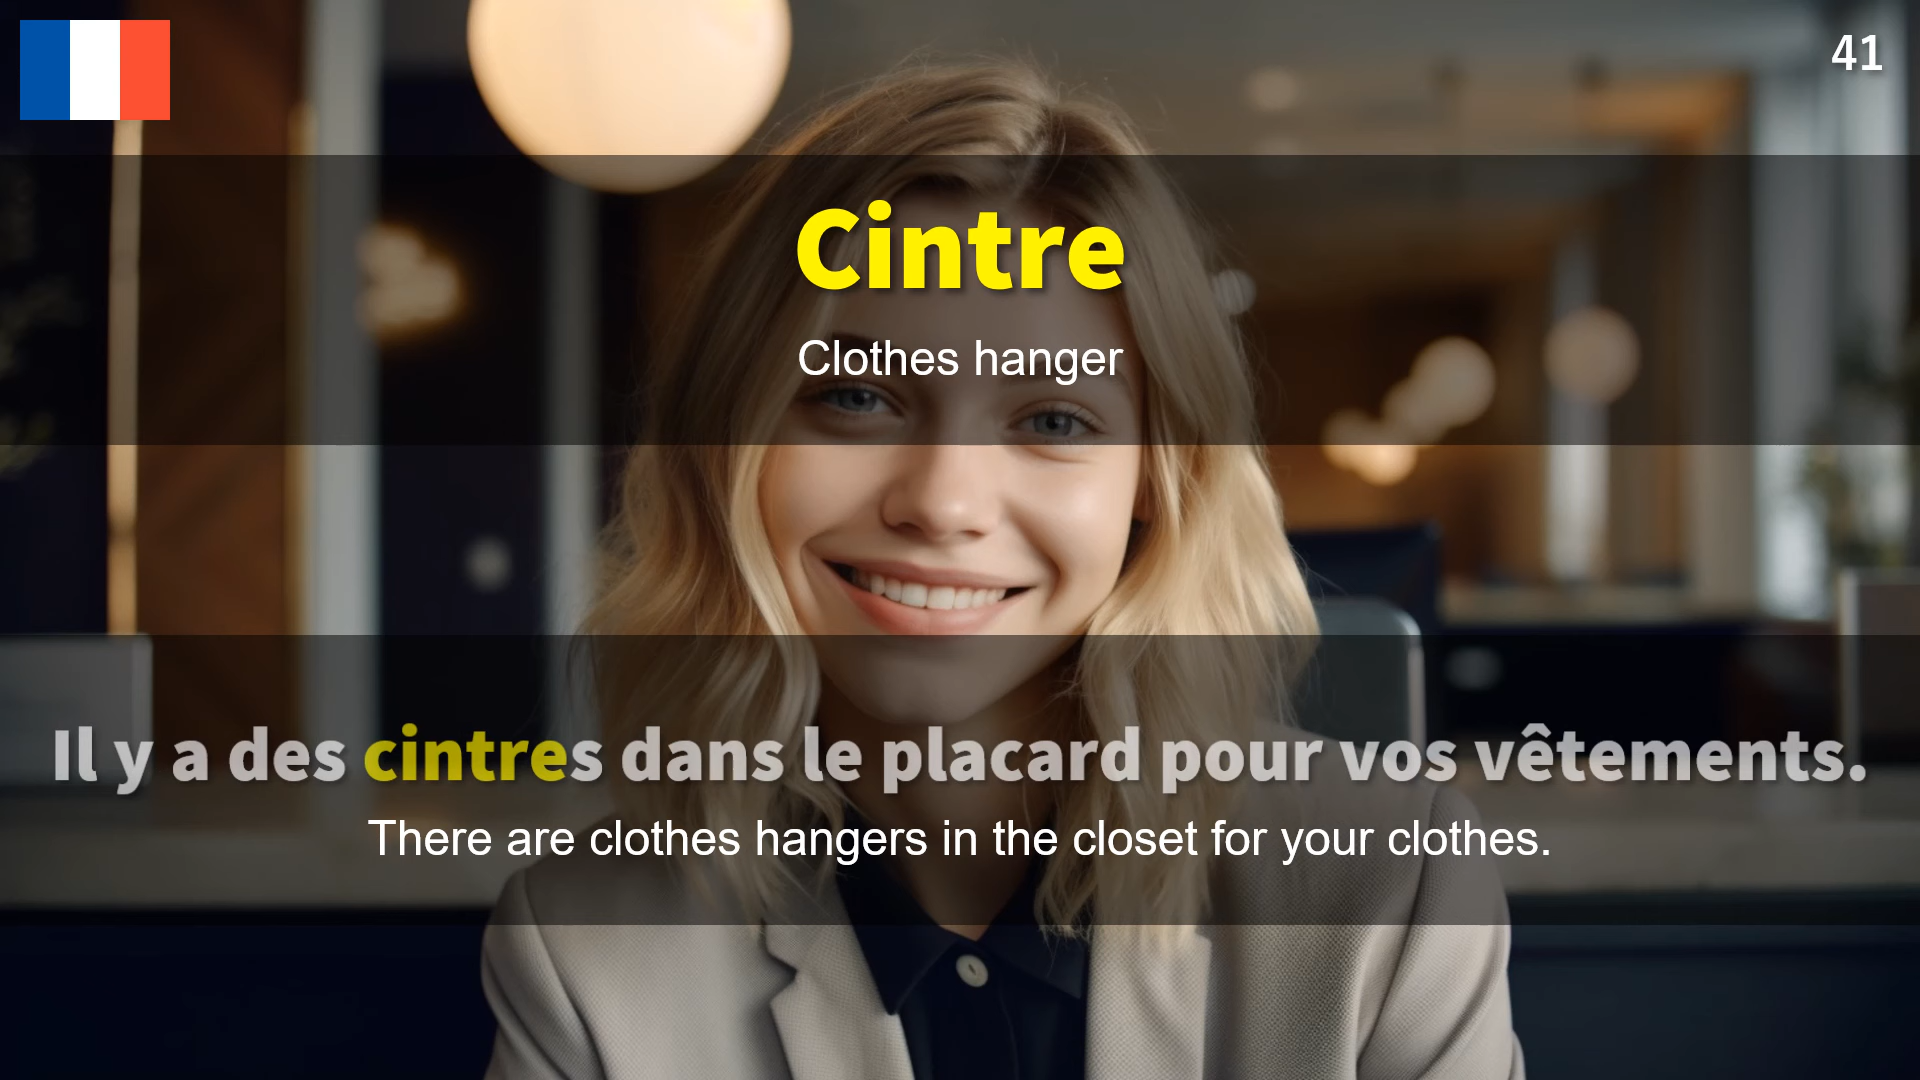 41
Cintre
Clothes hanger
Il y a des cintres dans le placard pour vos vêtements.
There are clothes hangers in the closet for your clothes.